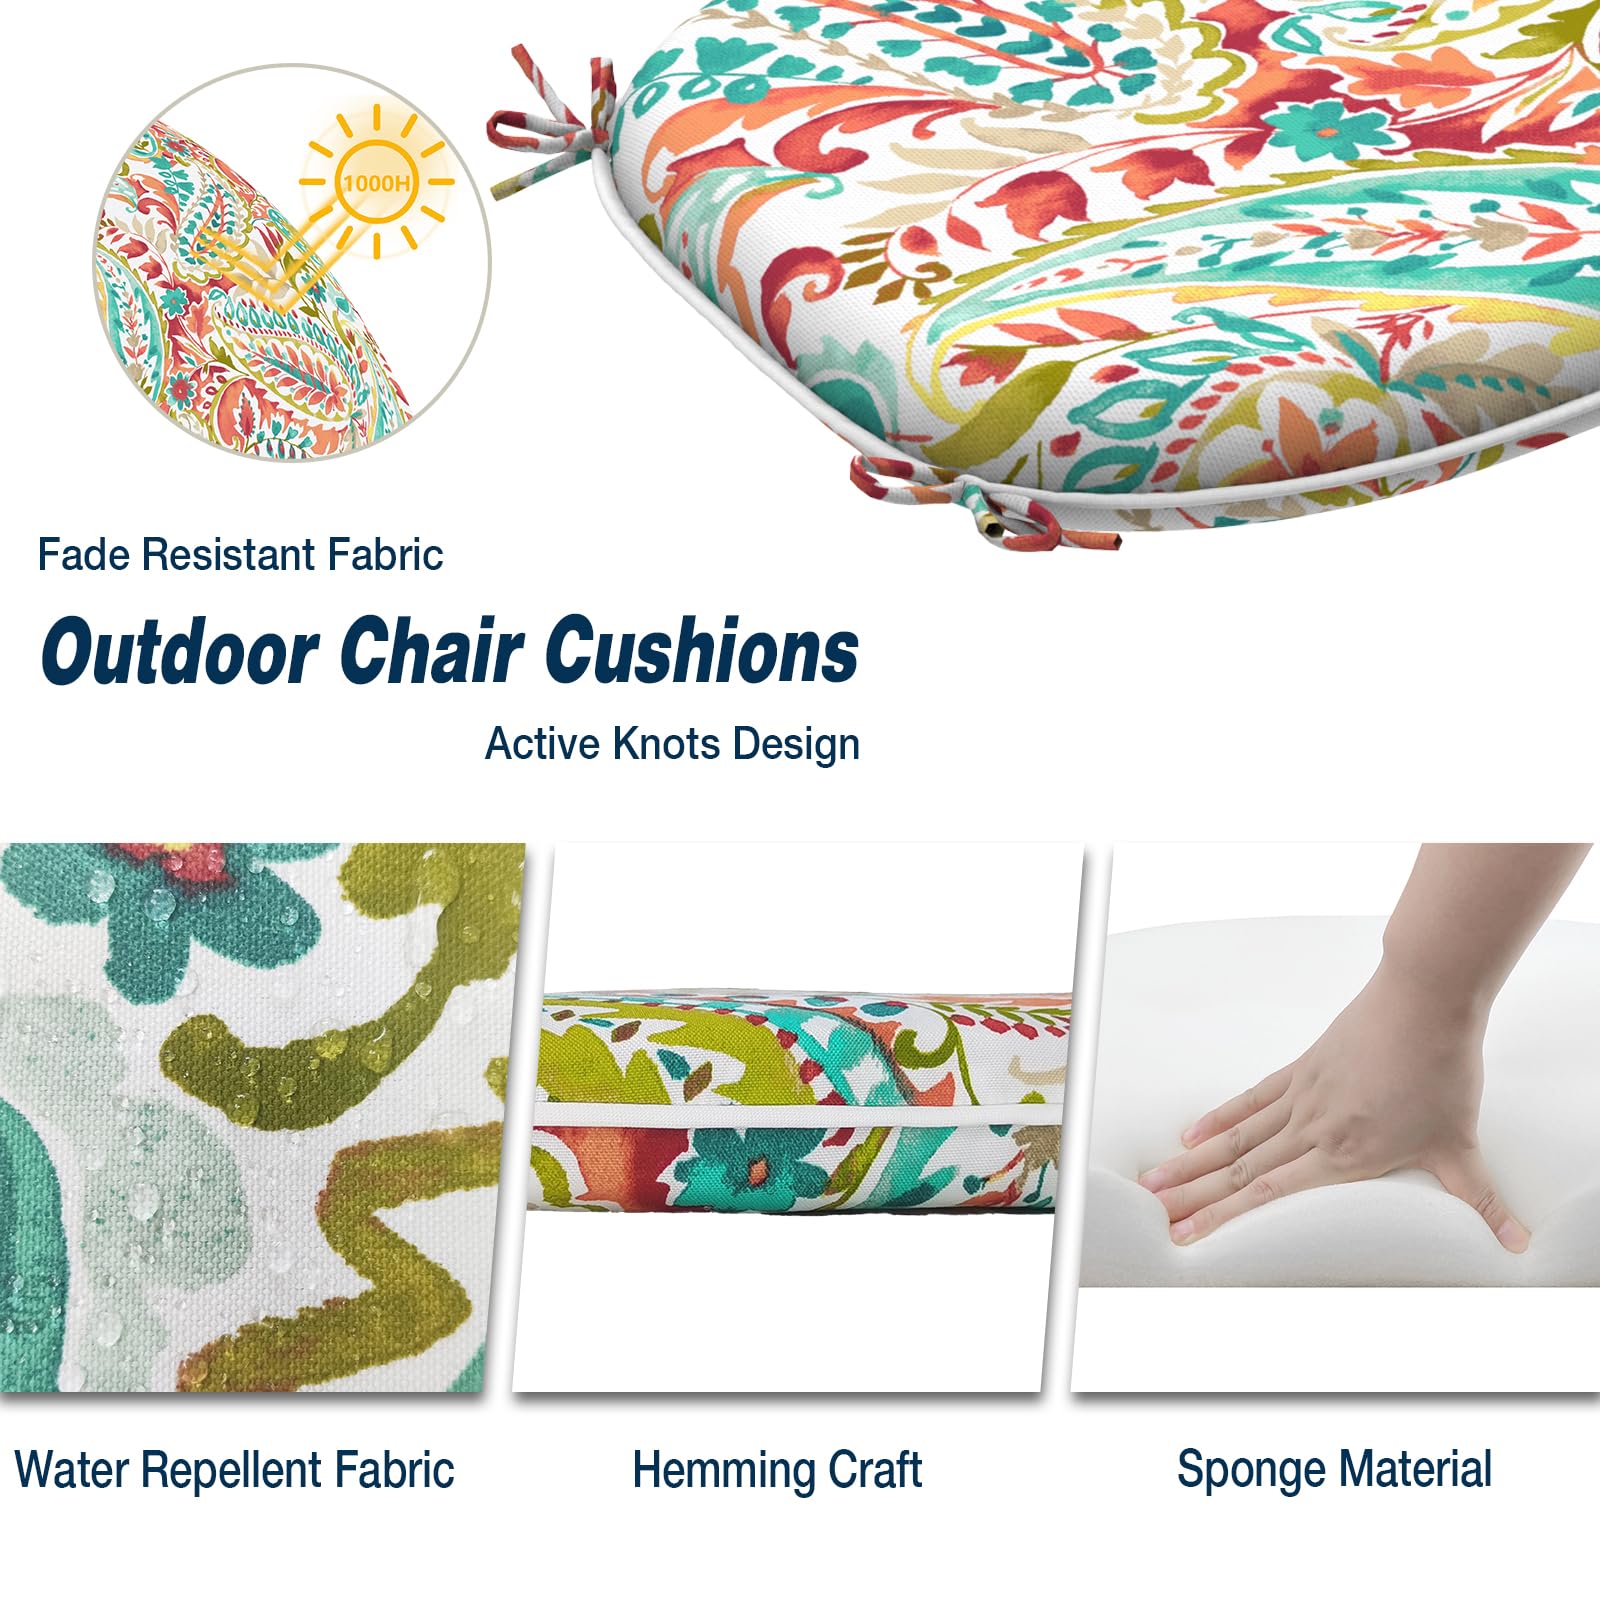 1000H
Fade Resistant Fabric
Outdoor Chair Cushions
Active Knots Design
Water Repellent Fabric
Hemming Craft
Sponge Material